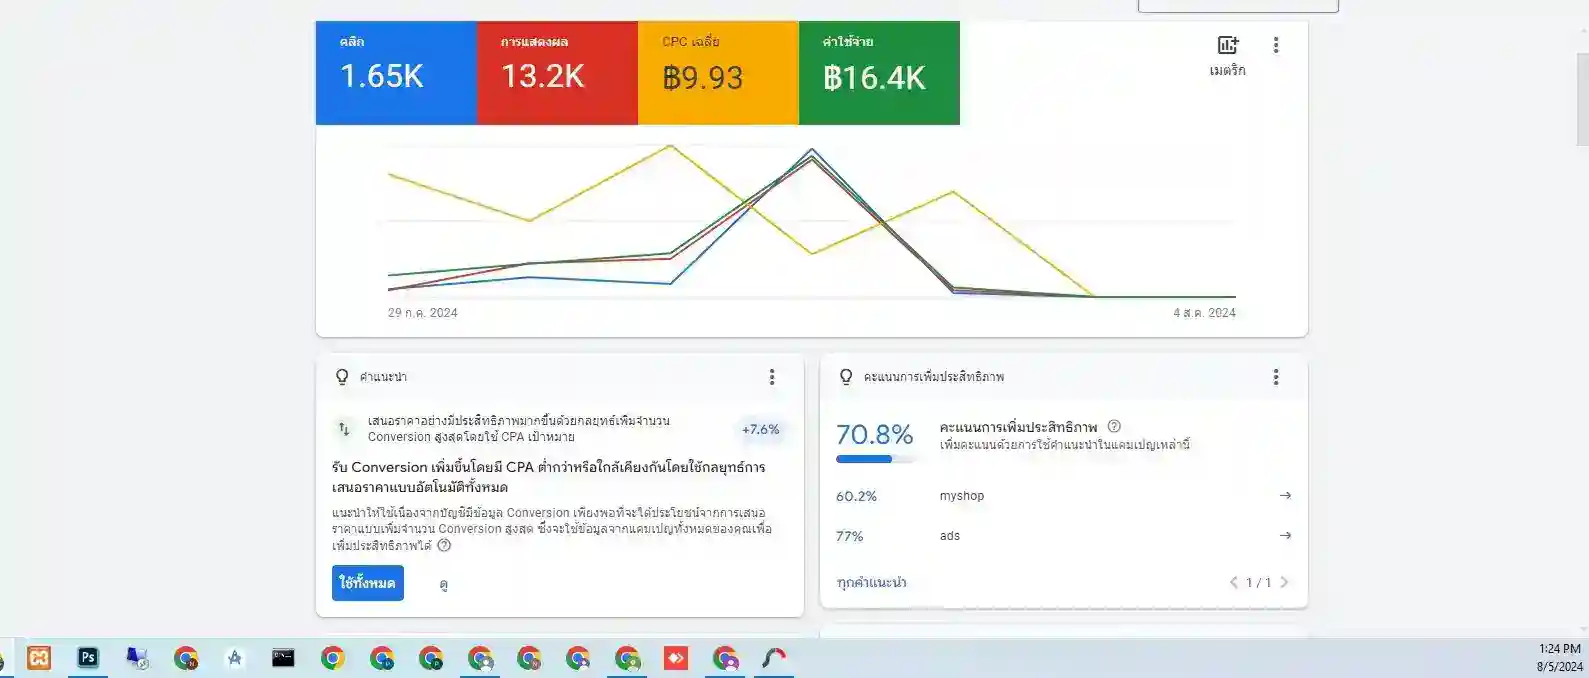 คลิก
1.65K
การแสดงผล
13.2K
CPC เฉลี่ย
฿9.93
ค่าใช้จ่าย
฿16.4K
เมตริก
29 ก.ค. 2024
4 ส.ค. 2024
คำแนะนำ
เสนอราคาอย่างมีประสิทธิภาพมากขึ้นด้วยกลยุทธ์เพิ่มจำนวน
Conversion สูงสุดโดยใช้ CPA เป้าหมาย
+7.6%
รับ Conversion เพิ่มขึ้นโดยมี CPA ต่ำกว่าหรือใกล้เคียงกันโดยใช้กลยุทธ์การ
เสนอราคาแบบอัตโนมัติทั้งหมด
แนะนำให้ใช้เนื่องจากบัญชีมีข้อมูล Conversion เพียงพอที่จะได้ประโยชน์จากการเสนอ
ราคาแบบเพิ่มจำนวน Conversion สูงสุด ซึ่งจะใช้ข้อมูลจากแคมเปญทั้งหมดของคุณเพื่อ
เพิ่มประสิทธิภาพได้
ใช้ทั้งหมด
ดู
คะแนนการเพิ่มประสิทธิภาพ
70.8%
คะแนนการเพิ่มประสิทธิภาพ
เพิ่มคะแนนด้วยการใช้คำแนะนำในแคมเปญเหล่านี้
60.2% myshop
77% ads
ทุกคำแนะนำ
1 / 1
Ps
1:24 PM
8/5/2024